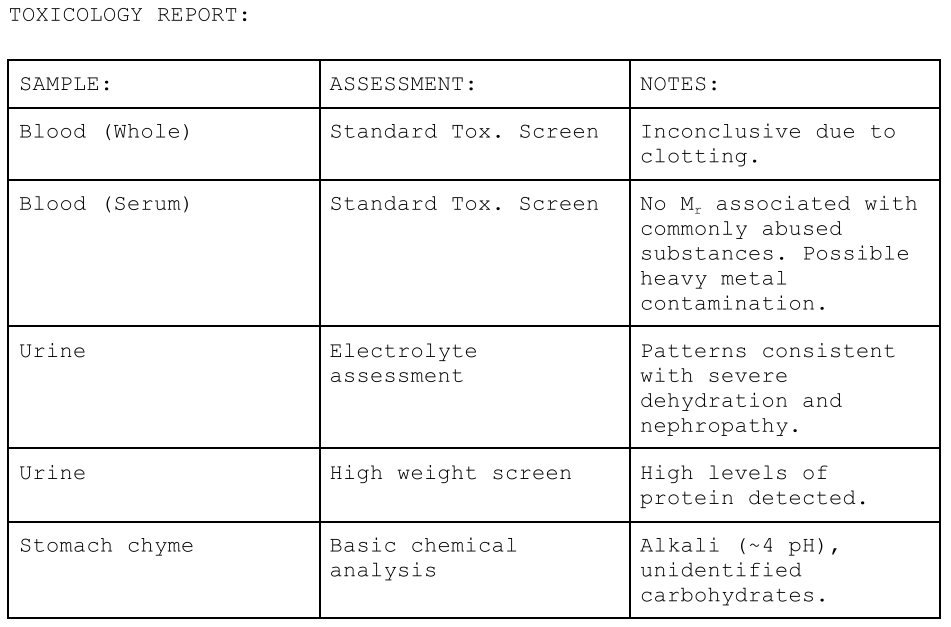 TOXICOLOGY REPORT:
SAMPLE:
ASSESSMENT:
NOTES:
Blood (Whole)
Standard Tox. Screen
Inconclusive due to
clotting.
Blood (Serum)
Standard Tox. Screen
No Mr associated with
commonly abused
substances. Possible
heavy metal
contamination.
Urine
Electrolyte
assessment
Patterns consistent
with severe
dehydration and
nephropathy.
Urine
High weight screen
High levels of
protein detected.
Stomach chyme
Basic chemical
analysis
Alkali (~4 pH),
unidentified
carbohydrates.